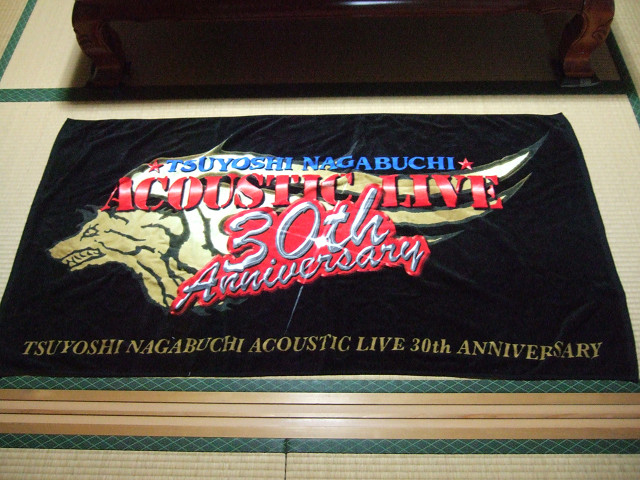 ★TSUYOSHI NAGABUCHI★
ACOUSTIC LIVE
30th
Anniversary
TSUYOSHI NAGABUCHI ACOUSTIC LIVE 30th ANNIVERSARY